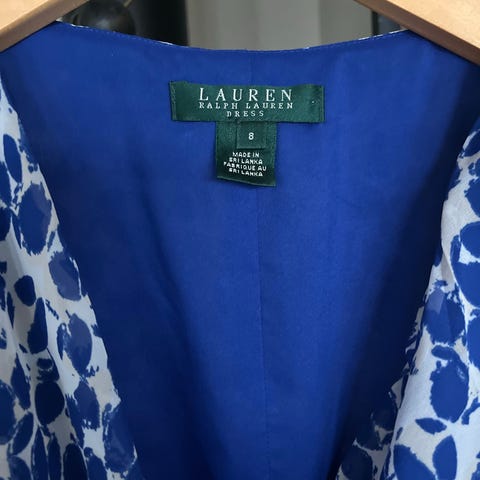 LAUREN
RALPH LAUREN
DRESS
8
MADE IN
SRI LANKA
FABRIQUE AU
SRI LANKA